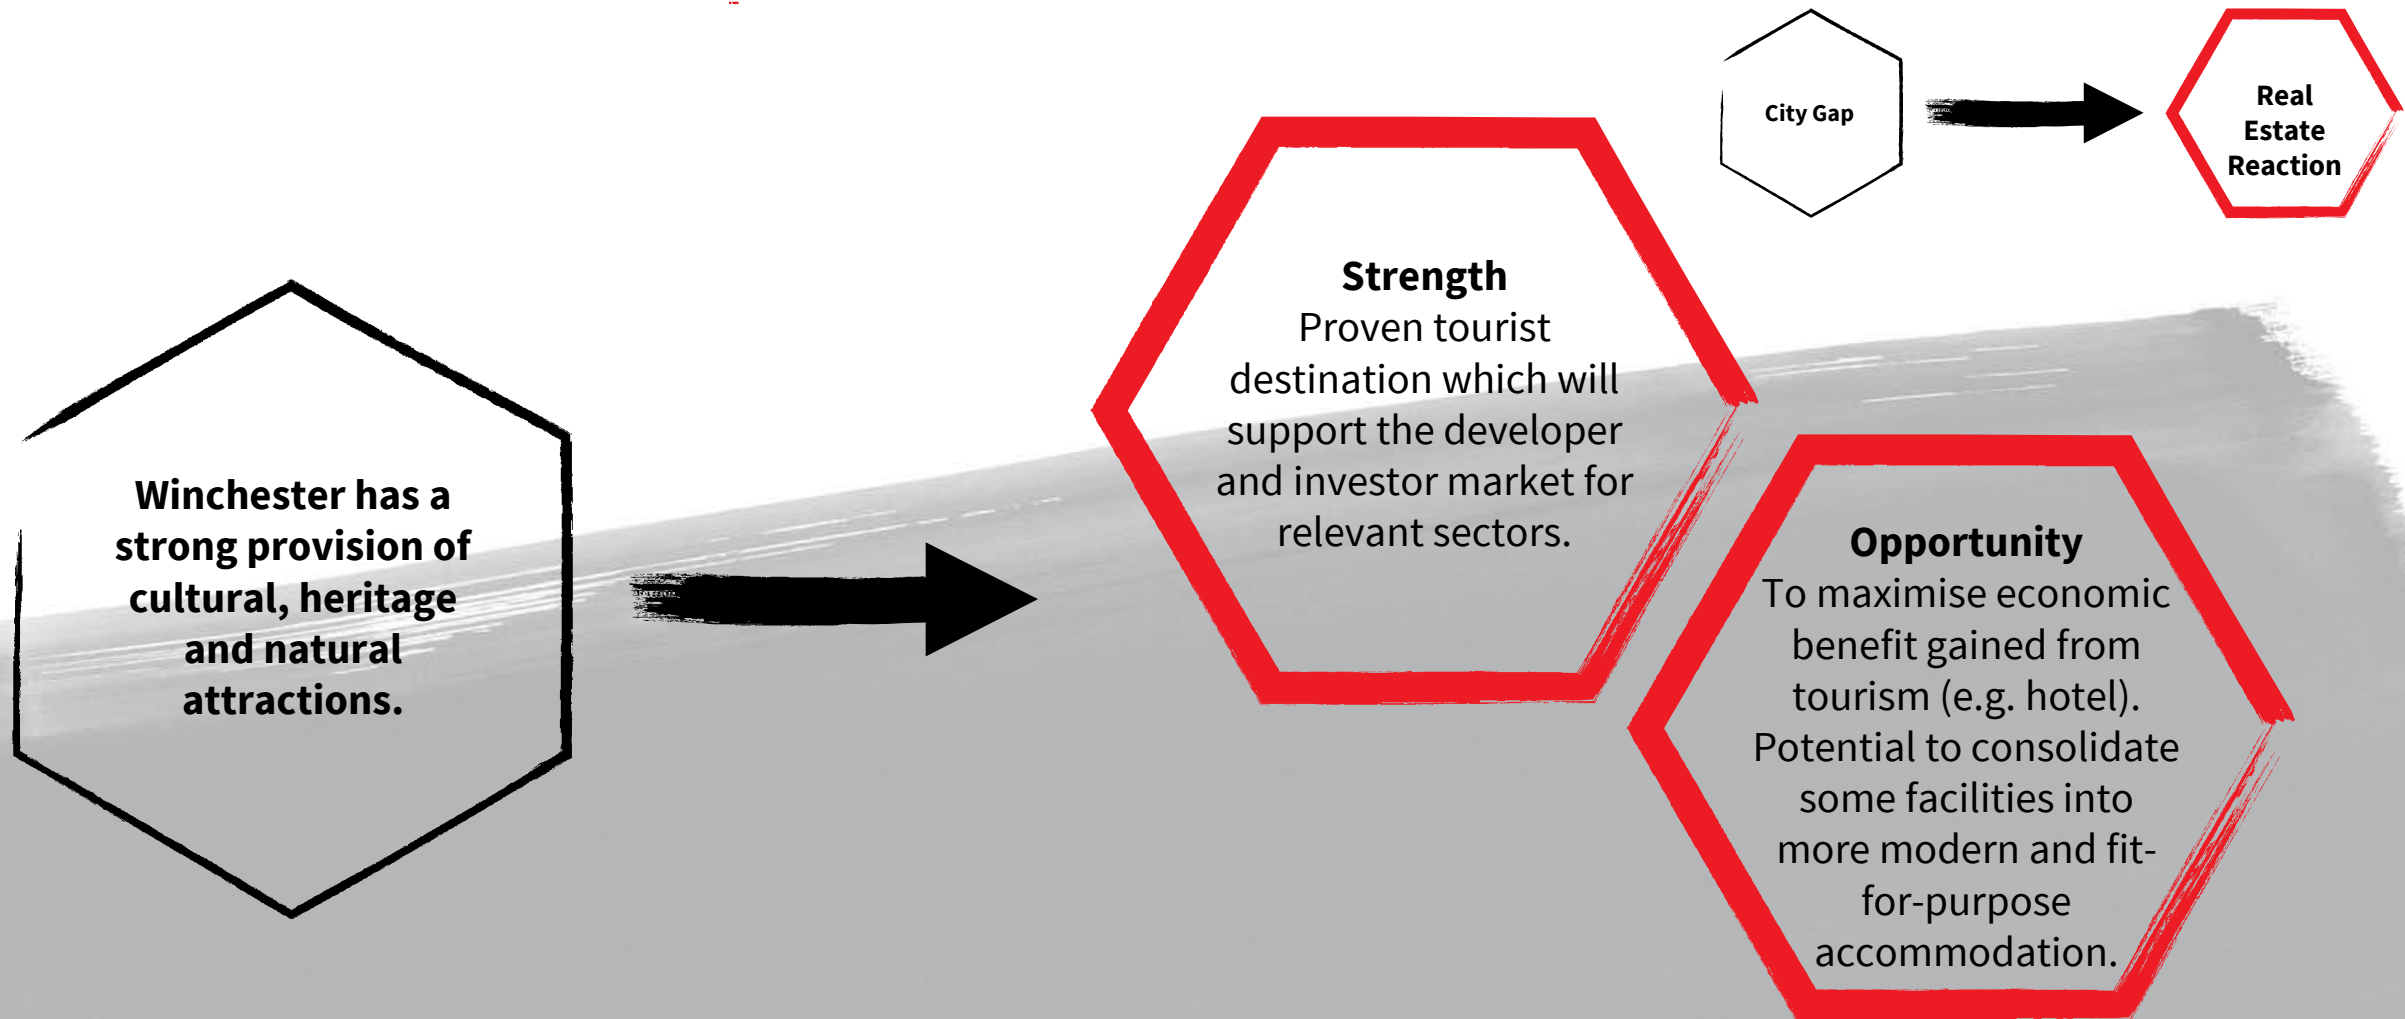 City Gap
Real
Estate
Reaction
Winchester has a
strong provision of
cultural, heritage
and natural
attractions.
Strength
Proven tourist
destination which will
support the developer
and investor market for
relevant sectors.
Opportunity
To maximise economic
benefit gained from
tourism (e.g. hotel).
Potential to consolidate
some facilities into
more modern and fit-
for-purpose
accommodation.